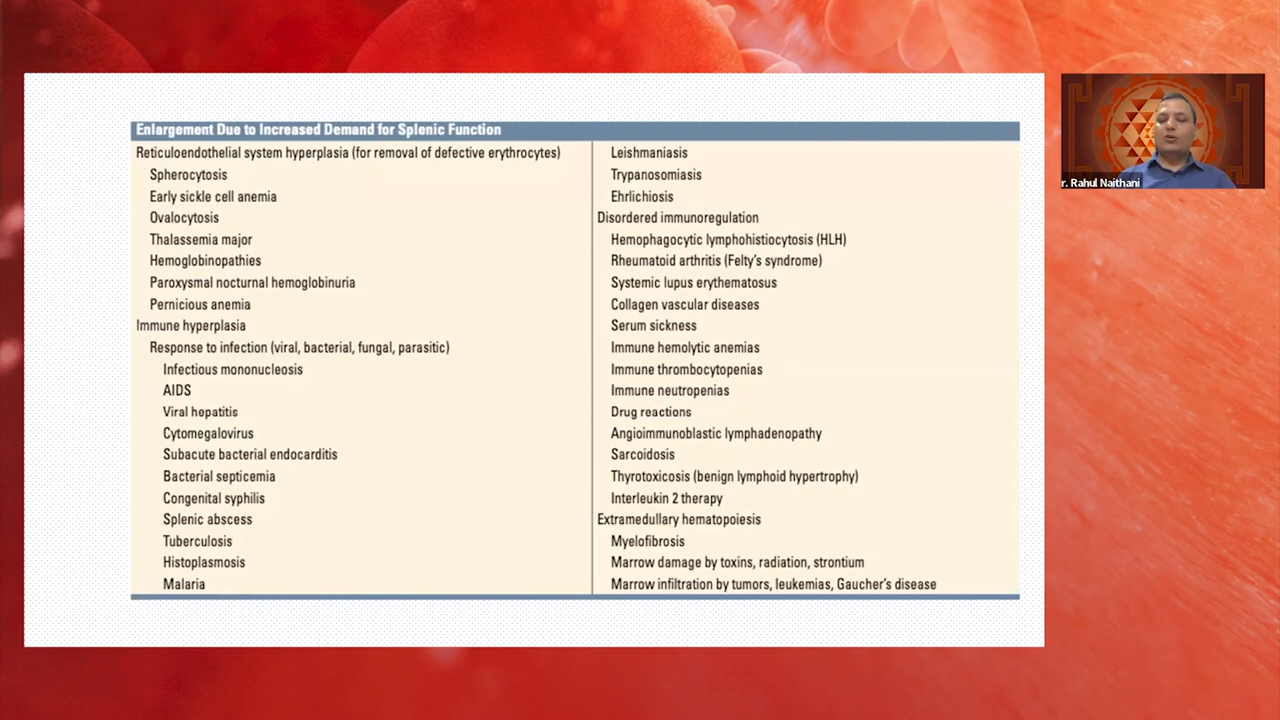 Enlargement Due to Increased Demand for Splenic Function
Reticuloendothelial system hyperplasia (for removal of defective erythrocytes)
Spherocytosis
Early sickle cell anemia
Ovalocytosis
Thalassemia major
Hemoglobinopathies
Paroxysmal nocturnal hemoglobinuria
Pernicious anemia
Immune hyperplasia
Response to infection (viral, bacterial, fungal, parasitic)
Infectious mononucleosis
AIDS
Viral hepatitis
Cytomegalovirus
Subacute bacterial endocarditis
Bacterial septicemia
Congenital syphilis
Splenic abscess
Tuberculosis
Histoplasmosis
Malaria
Leishmaniasis
Trypanosomiasis
Ehrlichiosis
Disordered immunoregulation
Hemophagocytic lymphohistiocytosis (HLH)
Rheumatoid arthritis (Felty's syndrome)
Systemic lupus erythematosus
Collagen vascular diseases
Serum sickness
Immune hemolytic anemias
Immune thrombocytopenias
Immune neutropenias
Drug reactions
Angioimmunoblastic lymphadenopathy
Sarcoidosis
Thyrotoxicosis (benign lymphoid hypertrophy)
Interleukin 2 therapy
Extramedullary hematopoiesis
Myelofibrosis
Marrow damage by toxins, radiation, strontium
Marrow infiltration by tumors, leukemias, Gaucher's disease
r. Rahul Naithani